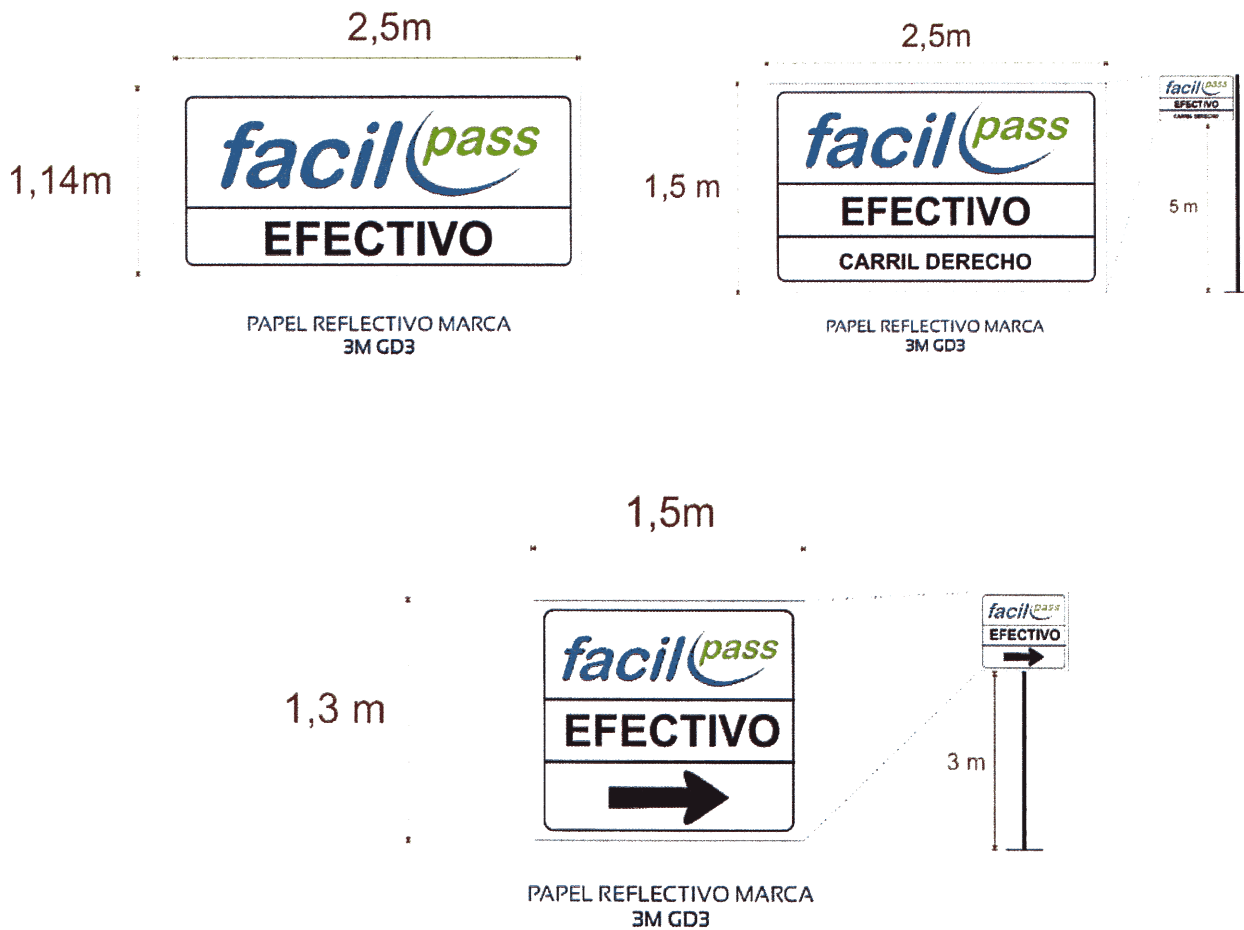 2,5m
1,14m
facil pass
EFECTIVO
PAPEL REFLECTIVO MARCA
3M GD3
2,5m
1,5 m
facil pass
EFECTIVO
CARRIL DERECHO
PAPEL REFLECTIVO MARCA
3M GD3
facil pass
EFECTIVO
CARRIL DERECHO
5 m
1,5m
1,3 m
facil pass
EFECTIVO
PAPEL REFLECTIVO MARCA
3M GD3
facil pass
EFECTIVO
3 m